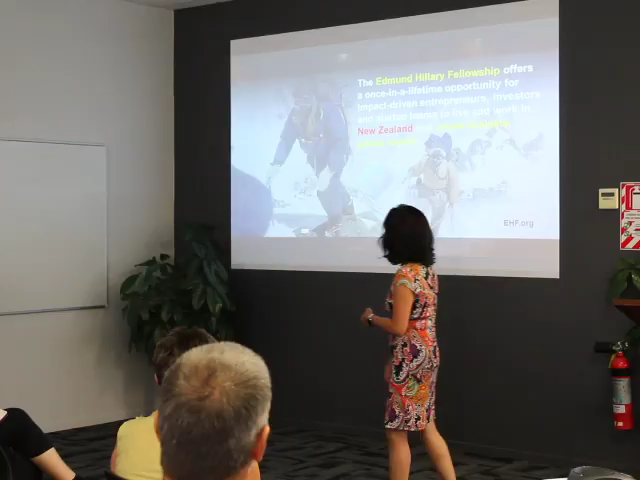 The Edmund Hillary Fellowship offers
a once-in-a-lifetime opportunity for
impact-driven entrepreneurs, investors
and startup teams to live and work in
New Zealand
EHF.org